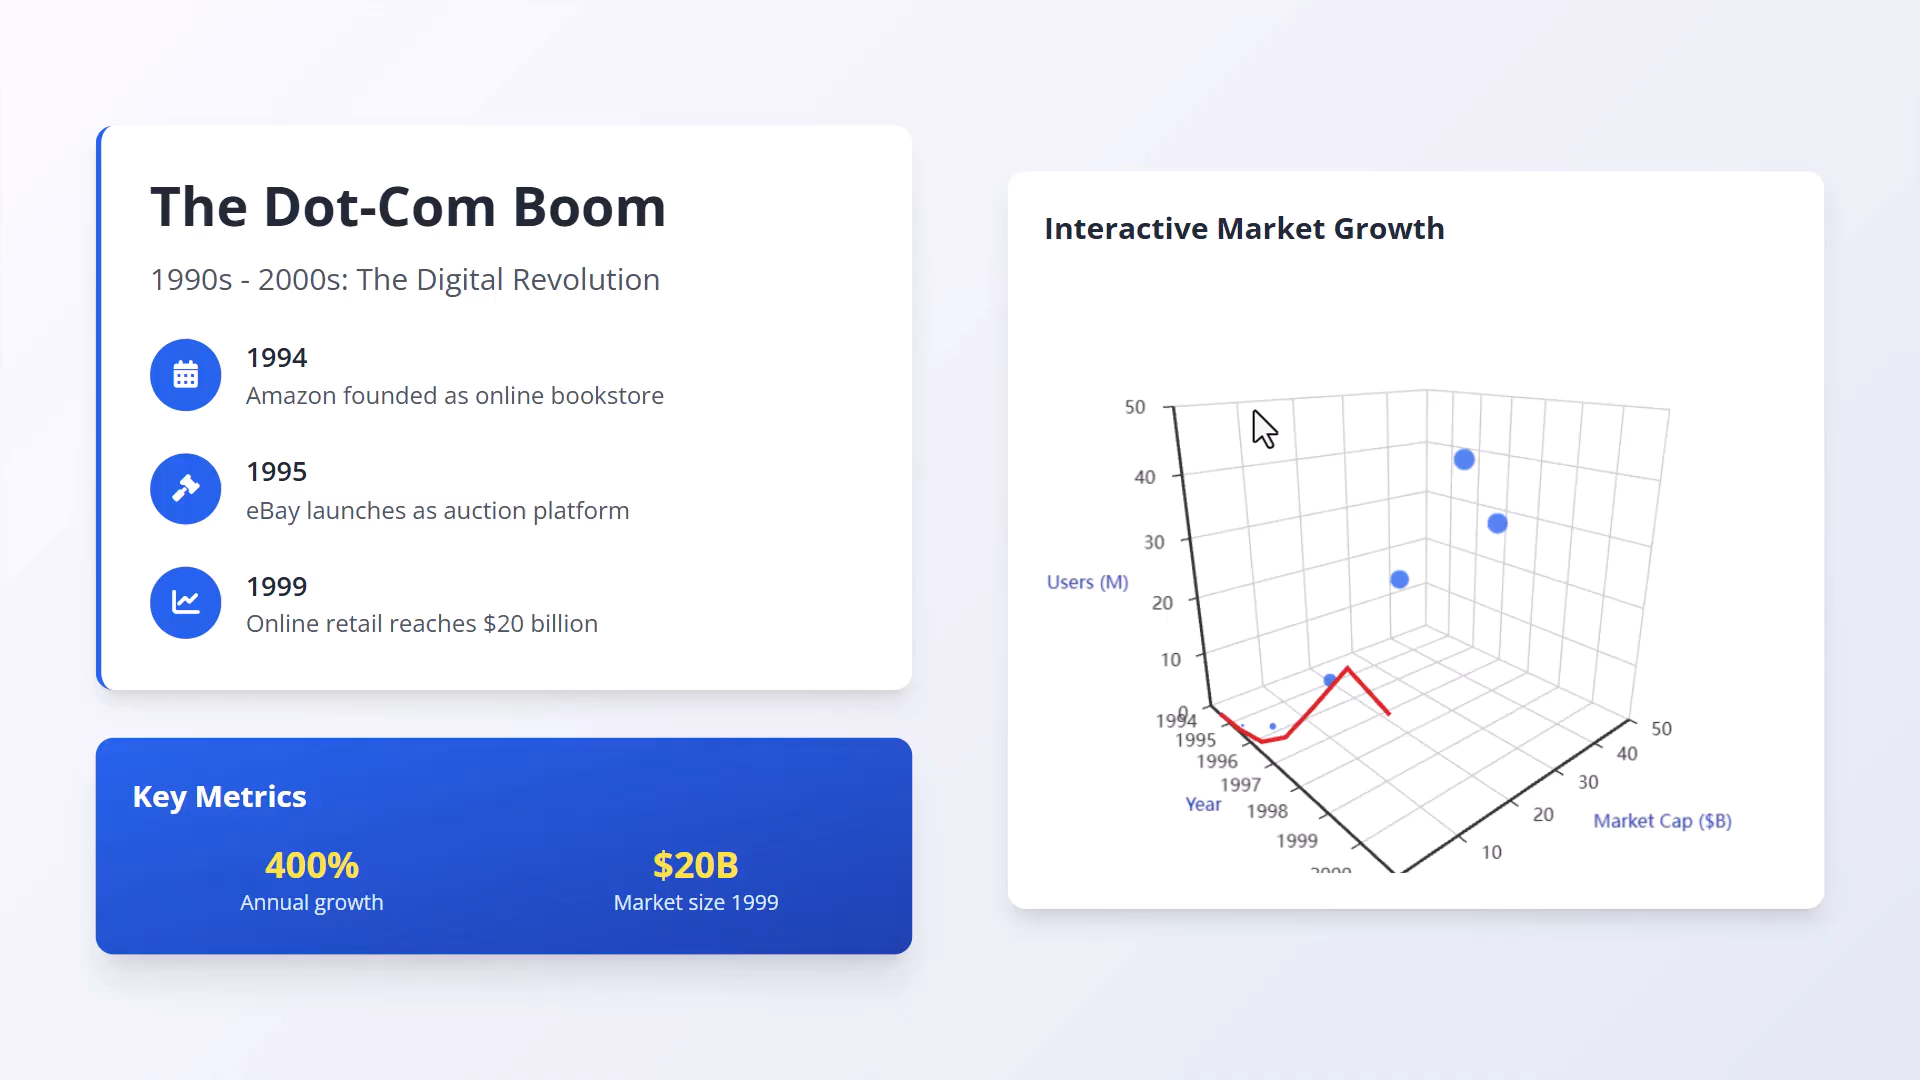 The Dot-Com Boom
1990s - 2000s: The Digital Revolution
1994
Amazon founded as online bookstore
1995
eBay launches as auction platform
1999
Online retail reaches $20 billion
Key Metrics
400%
Annual growth
$20B
Market size 1999
Interactive Market Growth
50
40
30
Users (M)
20
10
0
1994
1995
1996
1997
Year
1998
1999
2000
50
40
30
20
Market Cap ($B)
10